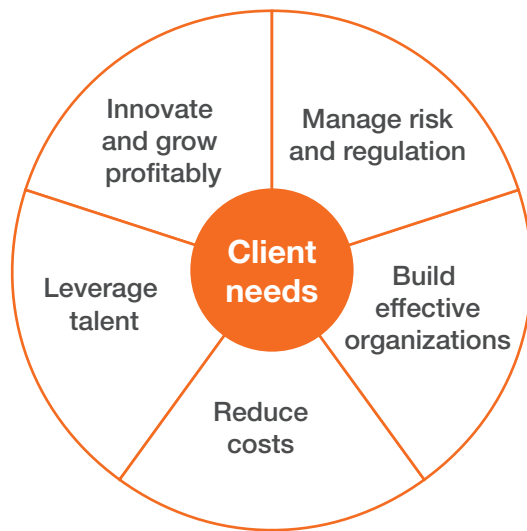 Innovate
and grow
profitably
Manage risk
and regulation
Client
needs
Leverage
talent
Build
effective
organizations
Reduce
costs